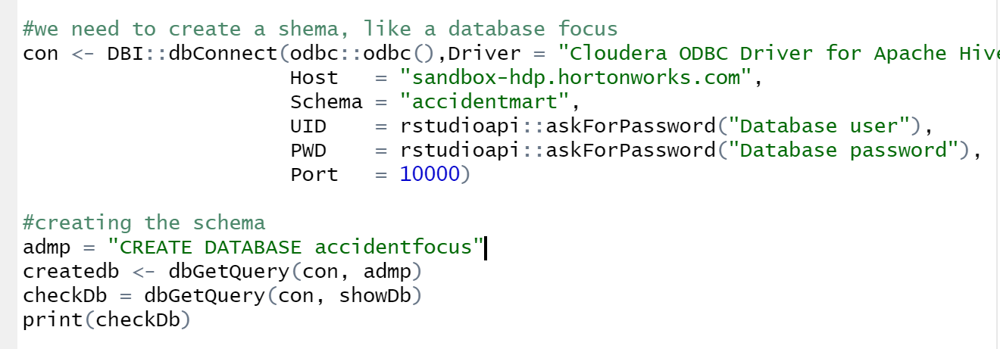 #we need to create a shema, like a database focus
con <- DBI::dbConnect(odbc::odbc(),Driver = "Cloudera ODBC Driver for Apache Hive
Host   = "sandbox-hdp.hortonworks.com",
Schema = "accidentmart",
UID    = rstudioapi::askForPassword("Database user"),
PWD    = rstudioapi::askForPassword("Database password"),
Port   = 10000)
#creating the schema
admp = "CREATE DATABASE accidentfocus"
createdb <- dbGetQuery(con, admp)
checkDb = dbGetQuery(con, showDb)
print(checkDb)